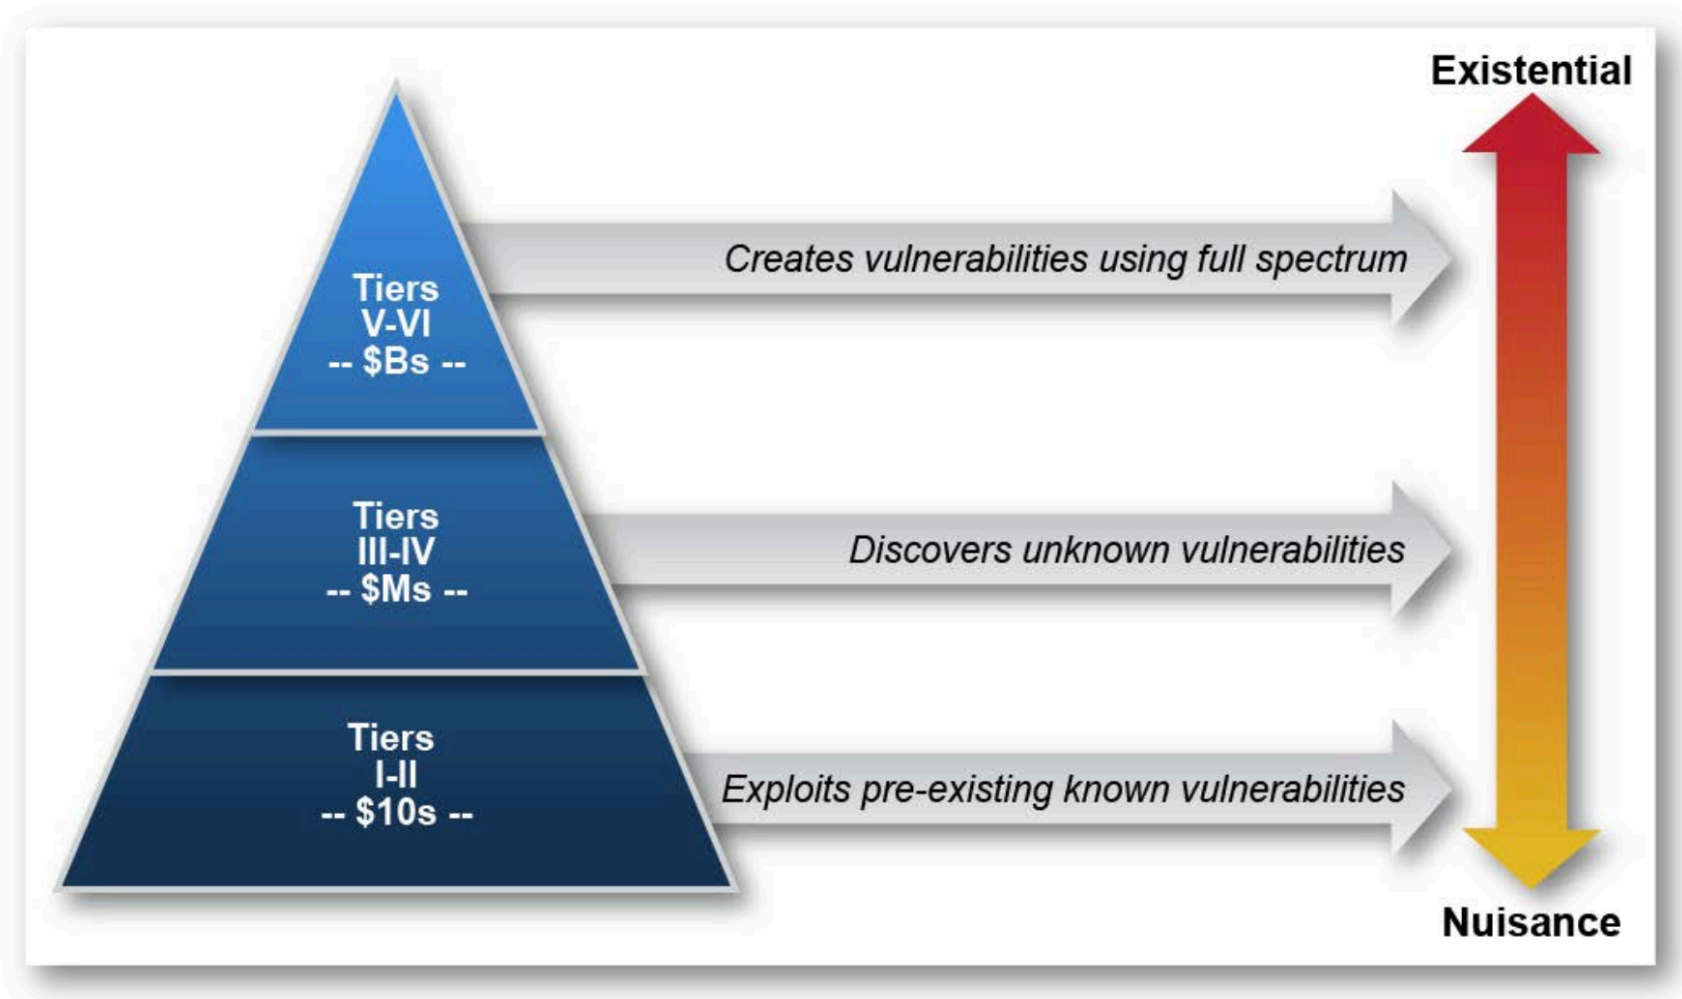 Existential
Creates vulnerabilities using full spectrum
Tiers
V-VI
-- $Bs --
Tiers
III-IV
-- $Ms --
Discovers unknown vulnerabilities
Tiers
I-II
-- $10s --
Exploits pre-existing known vulnerabilities
Nuisance